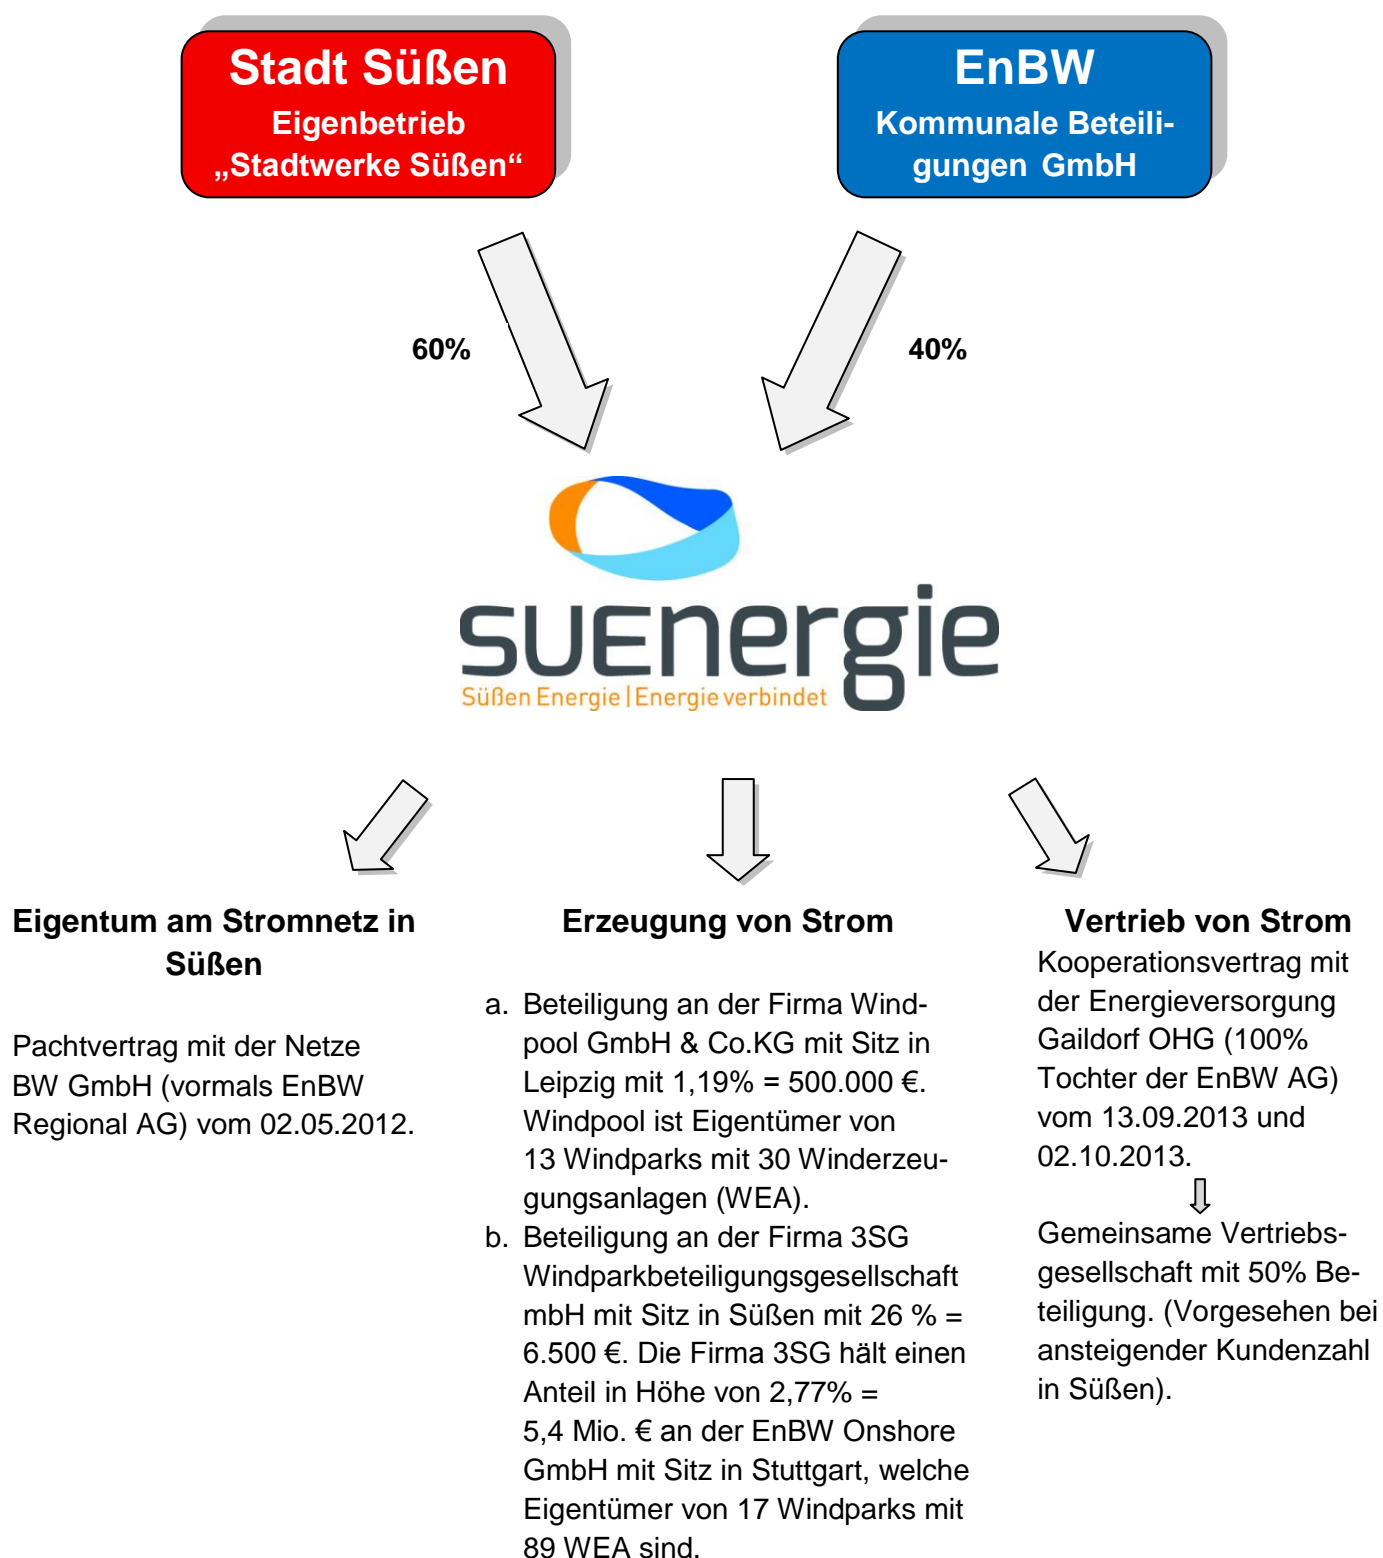 Stadt Süßen
Eigenbetrieb
„Stadtwerke Süßen“
EnBW
Kommunale Beteili-
gungen GmbH
60%
40%
suenergie
Süßen Energie | Energie verbindet
Eigentum am Stromnetz in
Süßen
Pachtvertrag mit der Netze
BW GmbH (vormals EnBW
Regional AG) vom 02.05.2012.
Erzeugung von Strom
a. Beteiligung an der Firma Wind-
pool GmbH & Co.KG mit Sitz in
Leipzig mit 1,19% = 500.000 €.
Windpool ist Eigentümer von
13 Windparks mit 30 Winderzeu-
gungsanlagen (WEA).
b. Beteiligung an der Firma 3SG
Windparkbeteiligungsgesellschaft
mbH mit Sitz in Süßen mit 26 % =
6.500 €. Die Firma 3SG hält einen
Anteil in Höhe von 2,77% =
5,4 Mio. € an der EnBW Onshore
GmbH mit Sitz in Stuttgart, welche
Eigentümer von 17 Windparks mit
89 WEA sind.
Vertrieb von Strom
Kooperationsvertrag mit
der Energieversorgung
Gaildorf OHG (100%
Tochter der EnBW AG)
vom 13.09.2013 und
02.10.2013.
Gemeinsame Vertriebs-
gesellschaft mit 50% Be-
teiligung. (Vorgesehen bei
ansteigender Kundenzahl
in Süßen).